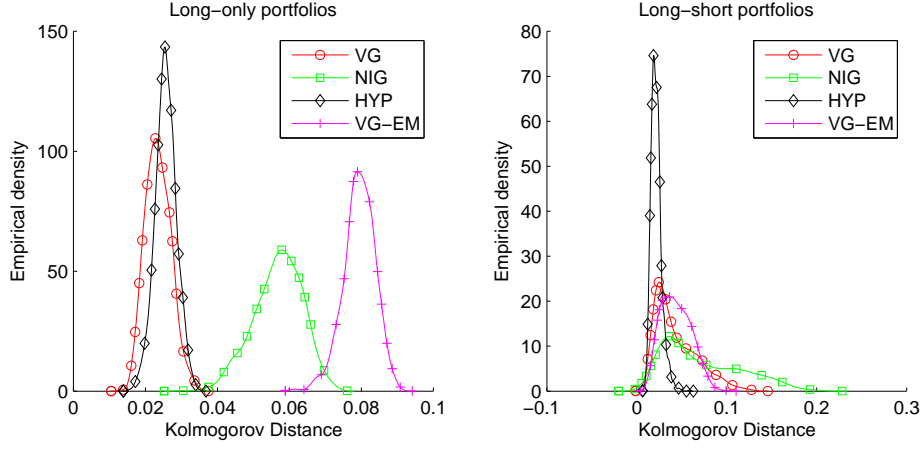 Long-only portfolios
150
100
50
0
0
0.02
0.04
0.06
0.08
0.1
Empirical density
Kolmogorov Distance
VG
NIG
HYP
VG-EM
Long-short portfolios
80
70
60
50
40
30
20
10
0
-0.1
0
0.1
0.2
0.3
Empirical density
Kolmogorov Distance
VG
NIG
HYP
VG-EM